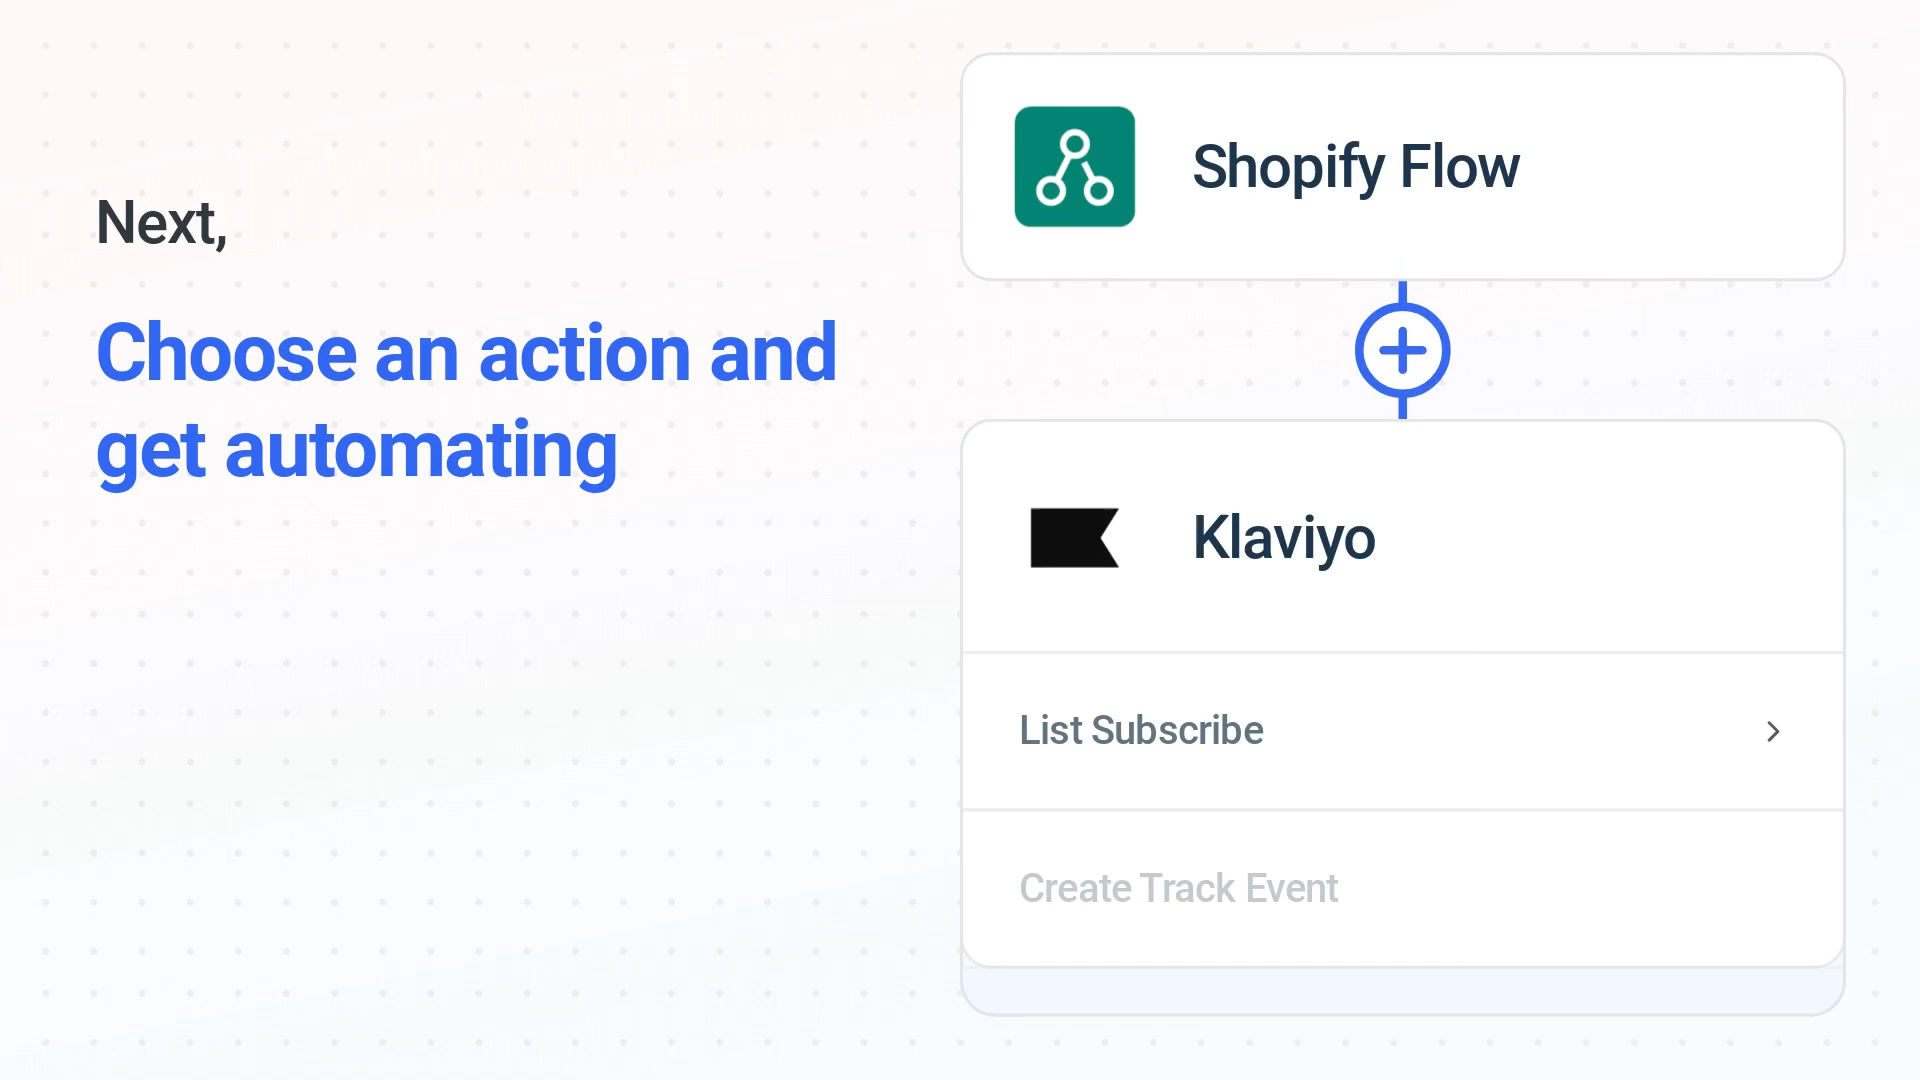 Next,
Choose an action and
get automating
Shopify Flow
Klaviyo
List Subscribe
Create Track Event